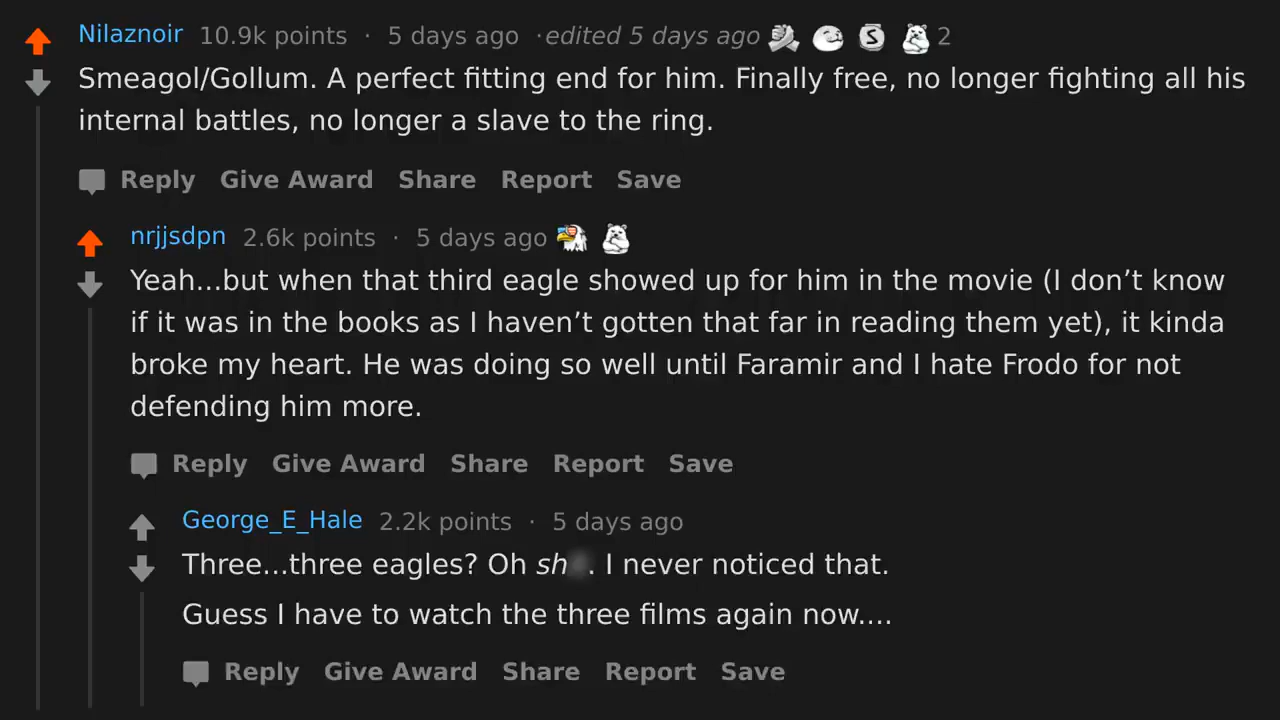 Nilaznoir 10.9k points · 5 days ago ·edited 5 days ago 2
Smeagol/Gollum. A perfect fitting end for him. Finally free, no longer fighting all his
internal battles, no longer a slave to the ring.
Reply Give Award Share Report Save
nrjjsdpn 2.6k points · 5 days ago
Yeah...but when that third eagle showed up for him in the movie (I don’t know
if it was in the books as I haven’t gotten that far in reading them yet), it kinda
broke my heart. He was doing so well until Faramir and I hate Frodo for not
defending him more.
Reply Give Award Share Report Save
George_E_Hale 2.2k points · 5 days ago
Three...three eagles? Oh sh. I never noticed that.
Guess I have to watch the three films again now....
Reply Give Award Share Report Save